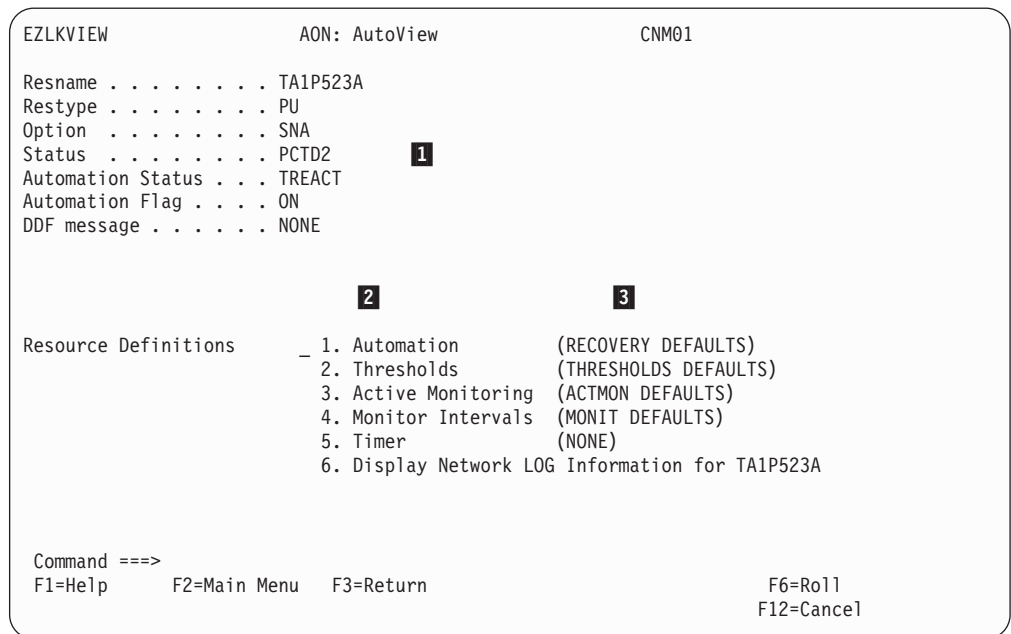 EZLKVIEW AON: AutoView CNM01
Resname . . . . . . . . TA1P523A
Restype . . . . . . . . PU
Option . . . . . . . . SNA
Status . . . . . . . . PCTD2 1
Automation Status . . . TREACT
Automation Flag . . . . ON
DDF message . . . . . . NONE
2 3
Resource Definitions _ 1. Automation (RECOVERY DEFAULTS)
2. Thresholds (THRESHOLDS DEFAULTS)
3. Active Monitoring (ACTMON DEFAULTS)
4. Monitor Intervals (MONIT DEFAULTS)
5. Timer (NONE)
6. Display Network LOG Information for TA1P523A
Command ===>
F1=Help F2=Main Menu F3=Return F6=Roll
F12=Cancel